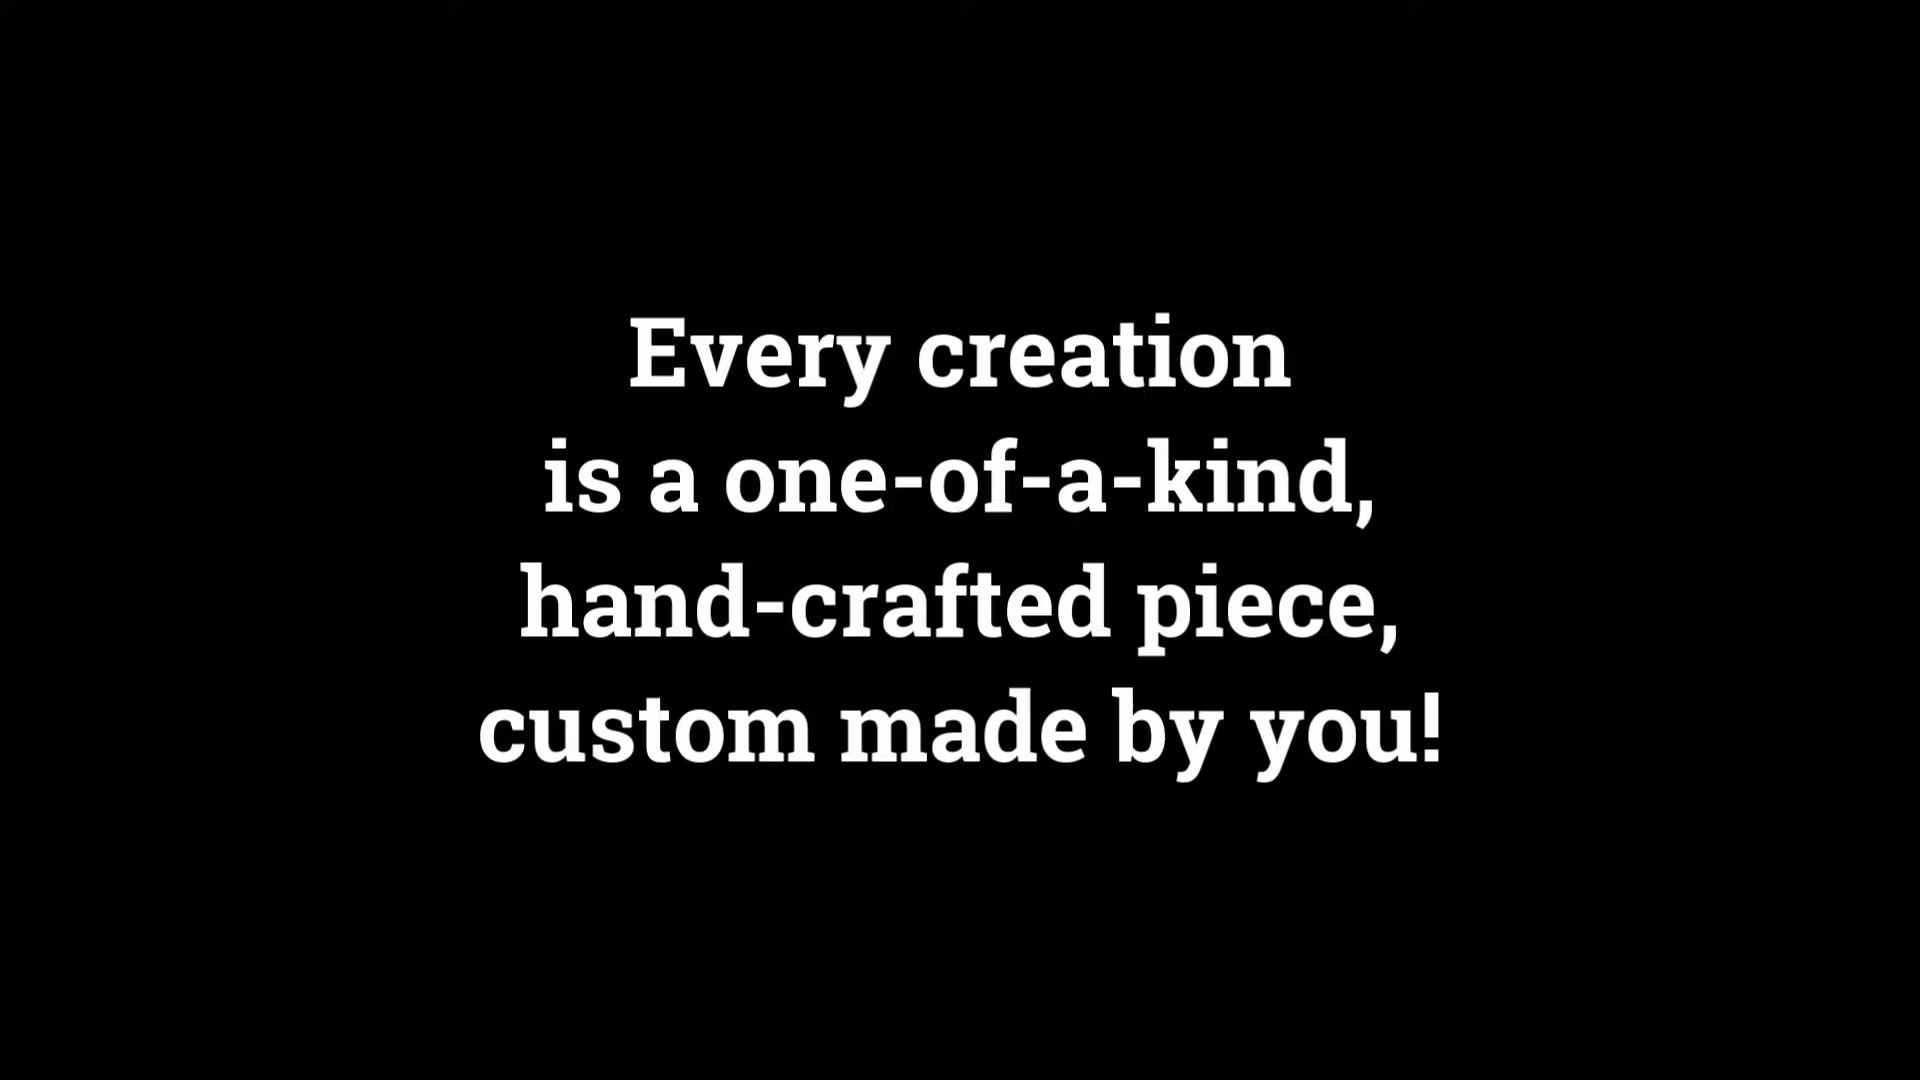 Every creation
is a one-of-a-kind,
hand-crafted piece,
custom made by you!